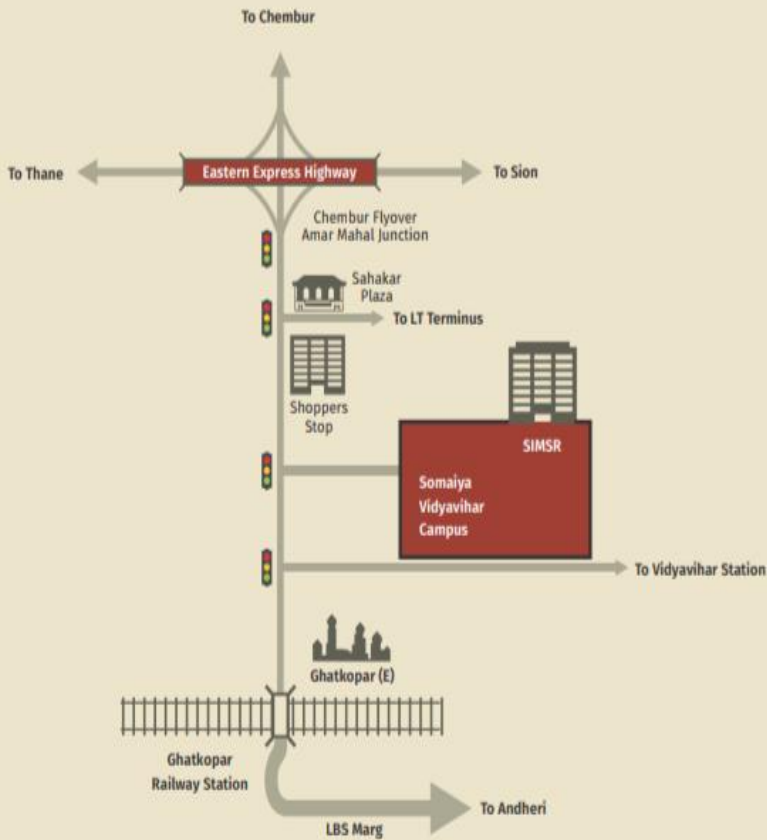 To Chembur
To Thane
Eastern Express Highway
To Sion
Chembur Flyover
Amar Mahal Junction
Sahakar
Plaza
To LT Terminus
Shoppers
Stop
SIMSR
Somaiya
Vidyavihar
Campus
To Vidyavihar Station
Ghatkopar (E)
Ghatkopar
Railway Station
To Andheri
LBS Marg